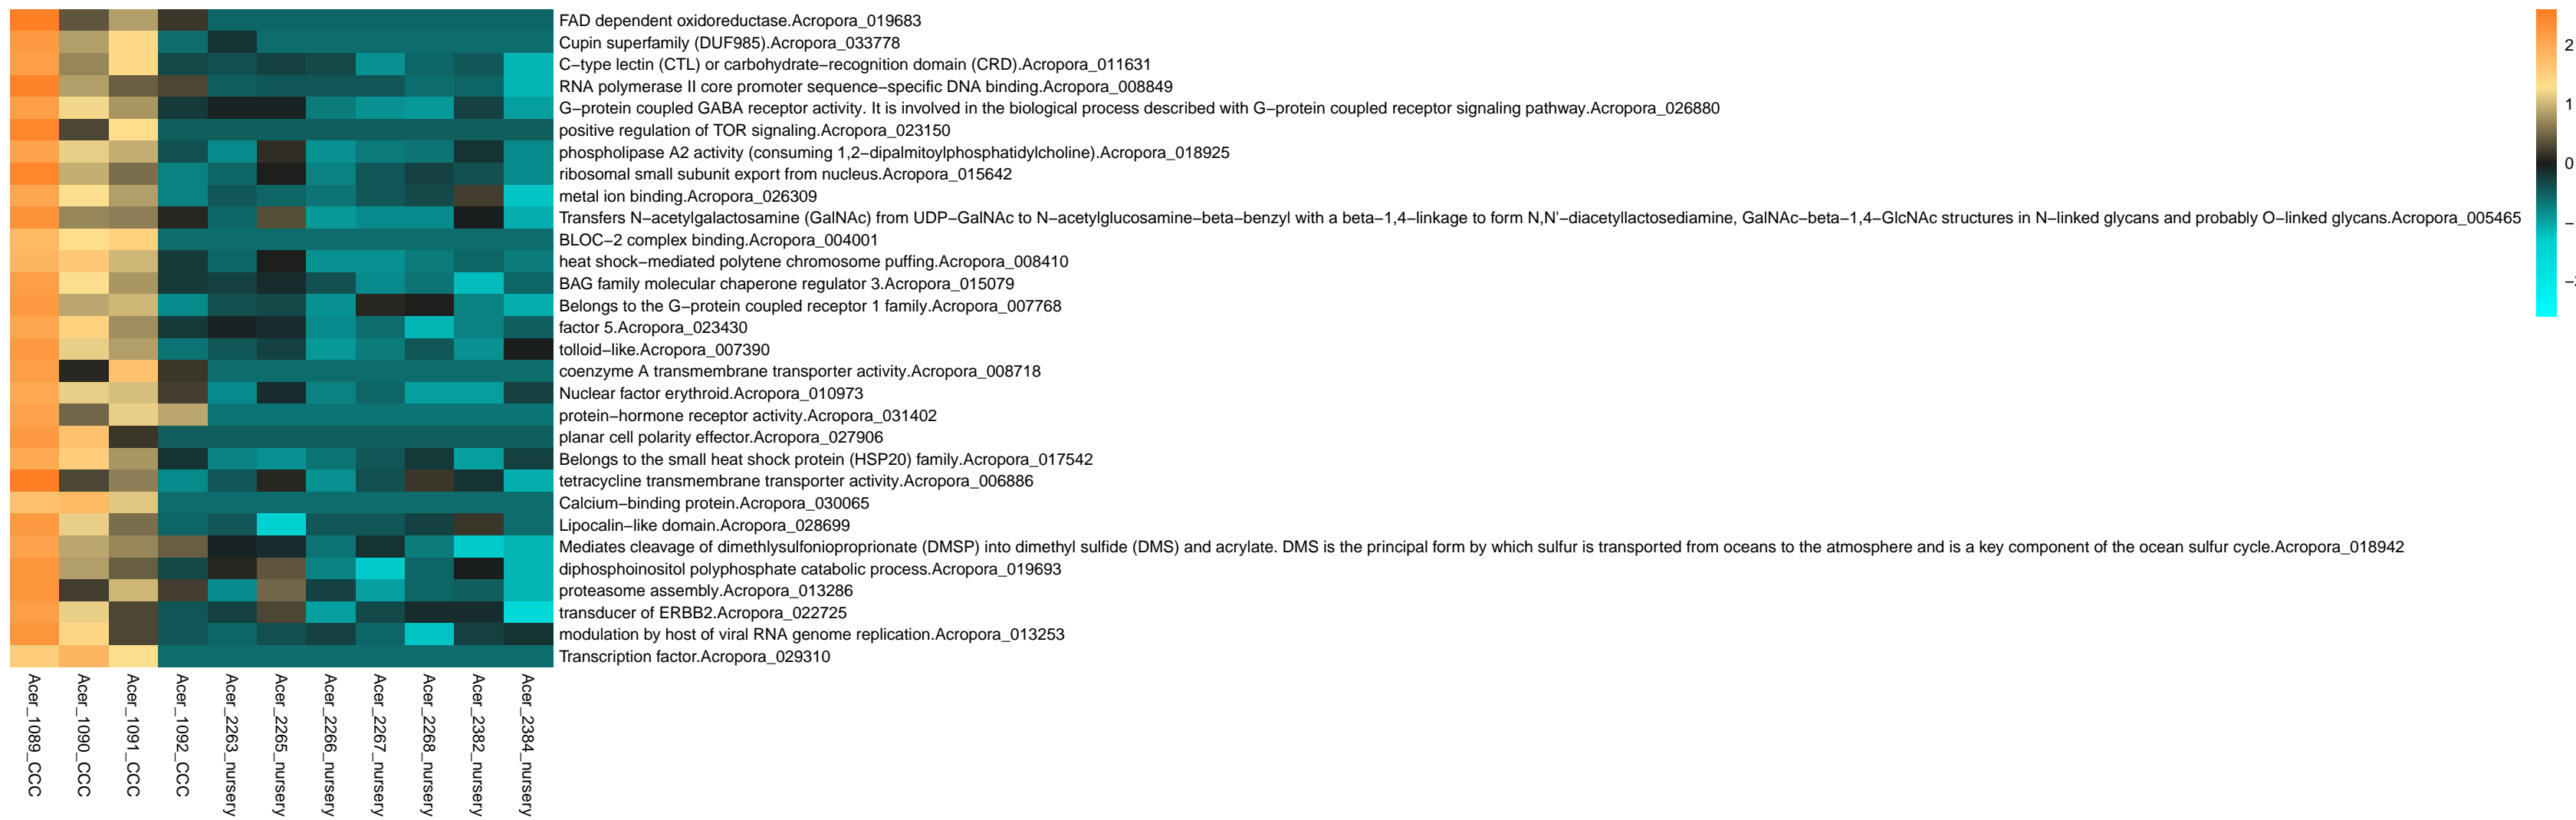 FAD dependent oxidoreductase.Acropora_019683
Cupin superfamily (DUF985).Acropora_033778
C−type lectin (CTL) or carbohydrate−recognition domain (CRD).Acropora_011631
RNA polymerase II core promoter sequence−specific DNA binding.Acropora_008849
G−protein coupled GABA receptor activity. It is involved in the biological process described with G−protein coupled receptor signaling pathway.Acropora_026880
positive regulation of TOR signaling.Acropora_023150
phospholipase A2 activity (consuming 1,2−dipalmitoylphosphatidylcholine).Acropora_018925
ribosomal small subunit export from nucleus.Acropora_015642
metal ion binding.Acropora_026309
Transfers N−acetylgalactosamine (GalNAc) from UDP−GalNAc to N−acetylglucosamine−beta−benzyl with a beta−1,4−linkage to form N,N'−diacetyllactosediamine, GalNAc−beta−1,4−GlcNAc structures in N−linked glycans and probably O−linked glycans.Acropora_005465
BLOC−2 complex binding.Acropora_004001
heat shock−mediated polytene chromosome puffing.Acropora_008410
BAG family molecular chaperone regulator 3.Acropora_015079
Belongs to the G−protein coupled receptor 1 family.Acropora_007768
factor 5.Acropora_023430
tolloid−like.Acropora_007390
coenzyme A transmembrane transporter activity.Acropora_008718
Nuclear factor erythroid.Acropora_010973
protein−hormone receptor activity.Acropora_031402
planar cell polarity effector.Acropora_027906
Belongs to the small heat shock protein (HSP20) family.Acropora_017542
tetracycline transmembrane transporter activity.Acropora_006886
Calcium−binding protein.Acropora_030065
Lipocalin−like domain.Acropora_028699
Mediates cleavage of dimethlysulfonioproprionate (DMSP) into dimethyl sulfide (DMS) and acrylate. DMS is the principal form by which sulfur is transported from oceans to the atmosphere and is a key component of the ocean sulfur cycle.Acropora_018942
diphosphoinositol polyphosphate catabolic process.Acropora_019693
proteasome assembly.Acropora_013286
transducer of ERBB2.Acropora_022725
modulation by host of viral RNA genome replication.Acropora_013253
Transcription factor.Acropora_029310
Acer_1089_CCC
Acer_1090_CCC
Acer_1091_CCC
Acer_1092_CCC
Acer_2263_nursery
Acer_2265_nursery
Acer_2266_nursery
Acer_2267_nursery
Acer_2268_nursery
Acer_2382_nursery
Acer_2384_nursery
2
1
0